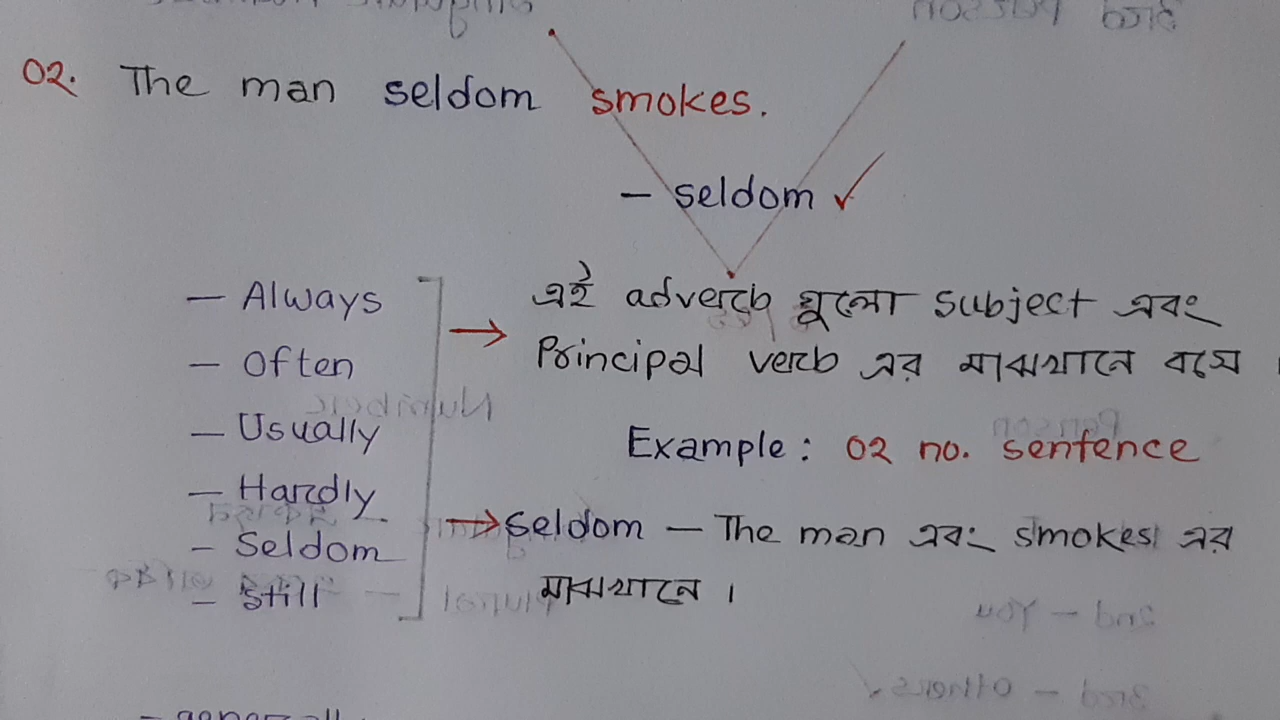 02. The man seldom smokes.
- seldom ✓
- Always
- Often
- Usually
- Hardly
- Seldom
- Still
→ এই adverb গুলো subject এবং
Principal verb এর মাঝখানে বসে।
Example: 02 no. sentence
→ Seldom - The man এবং smokes এর
মাঝখানে।
- generally